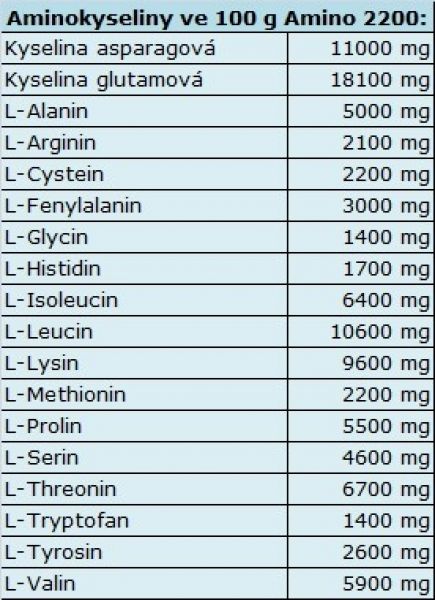 Aminokyseliny ve 100 g Amino 2200:
Kyselina asparagová 11000 mg
Kyselina glutamová 18100 mg
L-Alanin 5000 mg
L-Arginin 2100 mg
L-Cystein 2200 mg
L-Fenylalanin 3000 mg
L-Glycin 1400 mg
L-Histidin 1700 mg
L-Isoleucin 6400 mg
L-Leucin 10600 mg
L-Lysin 9600 mg
L-Methionin 2200 mg
L-Prolin 5500 mg
L-Serin 4600 mg
L-Threonin 6700 mg
L-Tryptofan 1400 mg
L-Tyrosin 2600 mg
L-Valin 5900 mg